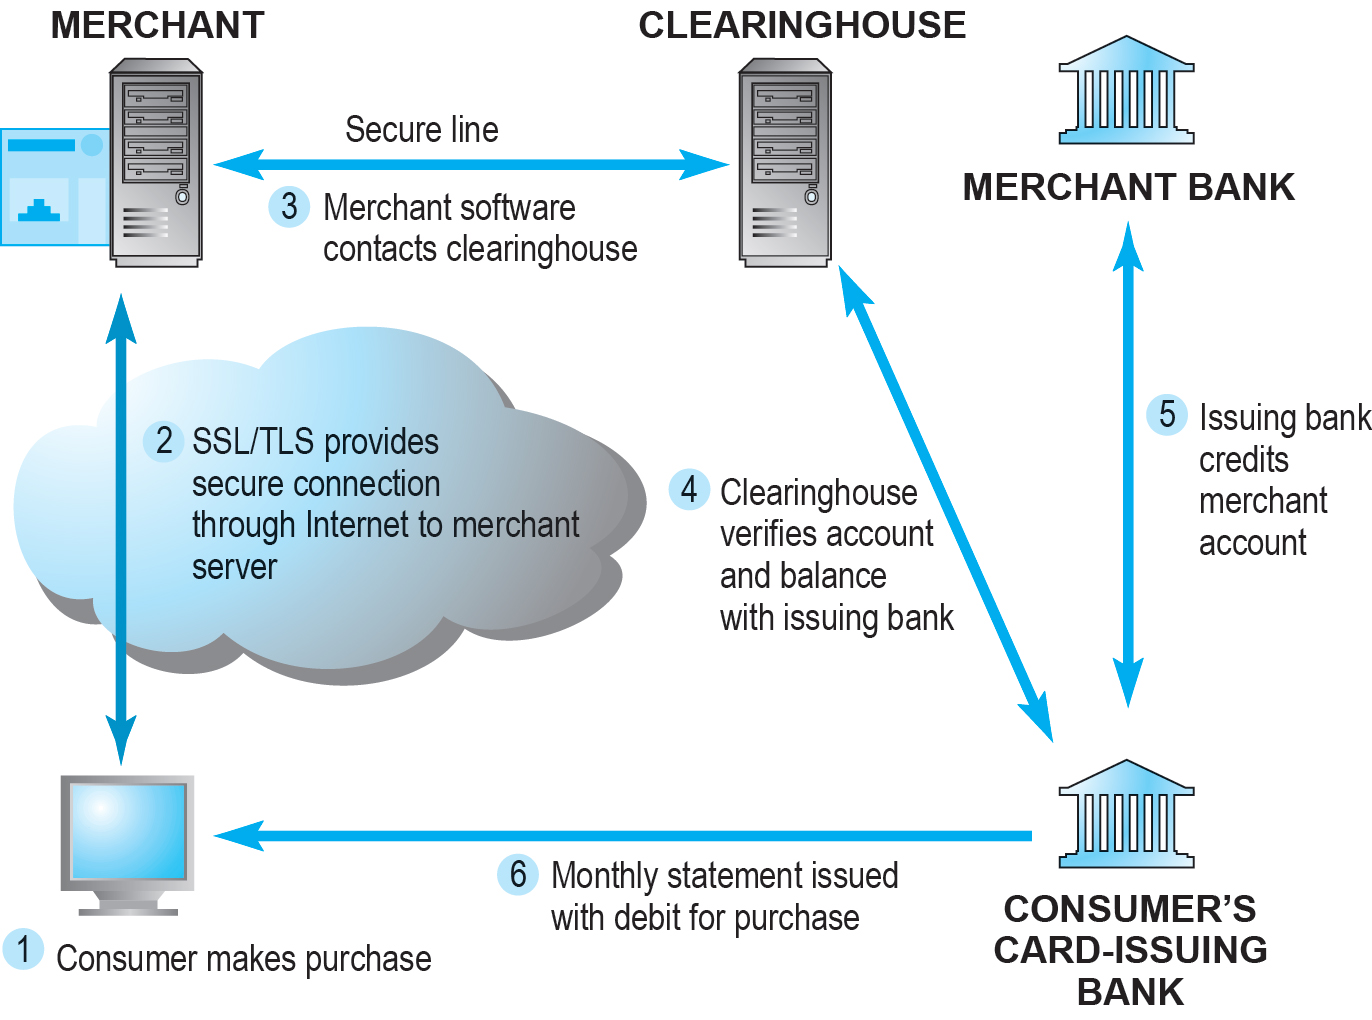 MERCHANT
CLEARINGHOUSE
Secure line
MERCHANT BANK
3 Merchant software
contacts clearinghouse
2 SSL/TLS provides
secure connection
through Internet to merchant
server
4 Clearinghouse
verifies account
and balance
with issuing bank
5 Issuing bank
credits
merchant
account
6 Monthly statement issued
with debit for purchase
1 Consumer makes purchase
CONSUMER’S
CARD-ISSUING
BANK